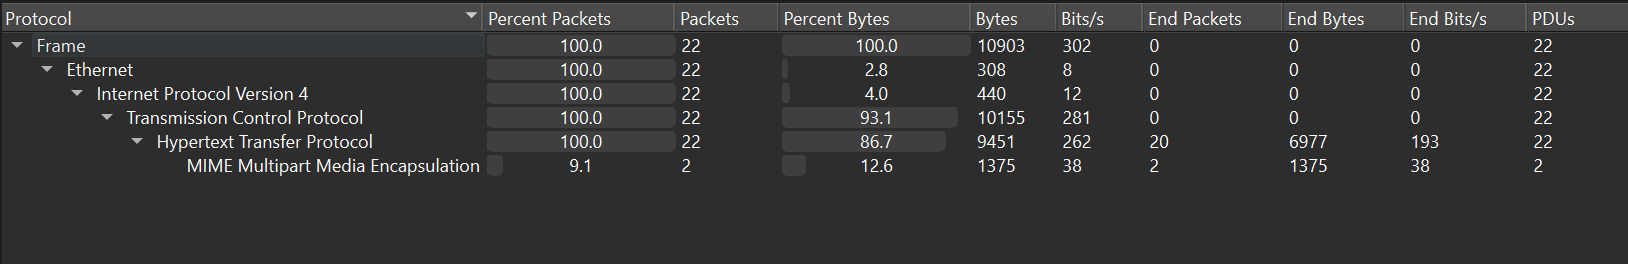 Protocol Percent Packets Packets Percent Bytes Bytes Bits/s End Packets End Bytes End Bits/s PDUs
Frame 100.0 22 100.0 10903 302 0 0 0 22
Ethernet 100.0 22 2.8 308 8 0 0 0 22
Internet Protocol Version 4 100.0 22 4.0 440 12 0 0 0 22
Transmission Control Protocol 100.0 22 93.1 10155 281 0 0 0 22
Hypertext Transfer Protocol 100.0 22 86.7 9451 262 20 6977 193 22
MIME Multipart Media Encapsulation 9.1 2 12.6 1375 38 2 1375 38 2